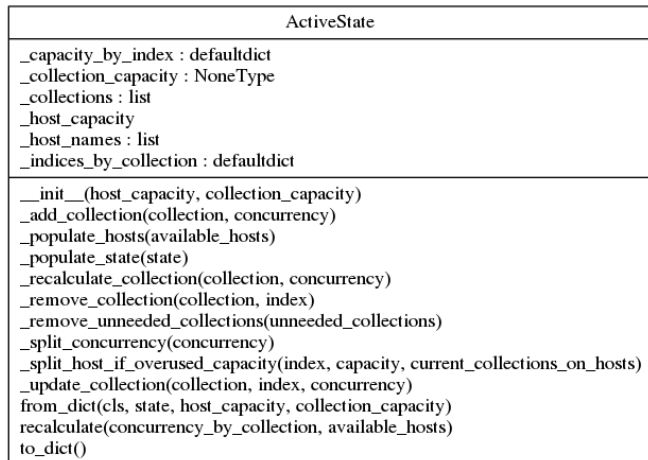 ActiveState
_capacity_by_index : defaultdict
_collection_capacity : NoneType
_collections : list
_host_capacity
_host_names : list
_indices_by_collection : defaultdict
__init__(host_capacity, collection_capacity)
_add_collection(collection, concurrency)
_populate_hosts(available_hosts)
_populate_state(state)
_recalculate_collection(collection, concurrency)
_remove_collection(collection, index)
_remove_unneeded_collections(unneeded_collections)
_split_concurrency(concurrency)
_split_host_if_overused_capacity(index, capacity, current_collections_on_hosts)
_update_collection(collection, index, concurrency)
from_dict(cls, state, host_capacity, collection_capacity)
recalculate(concurrency_by_collection, available_hosts)
to_dict()